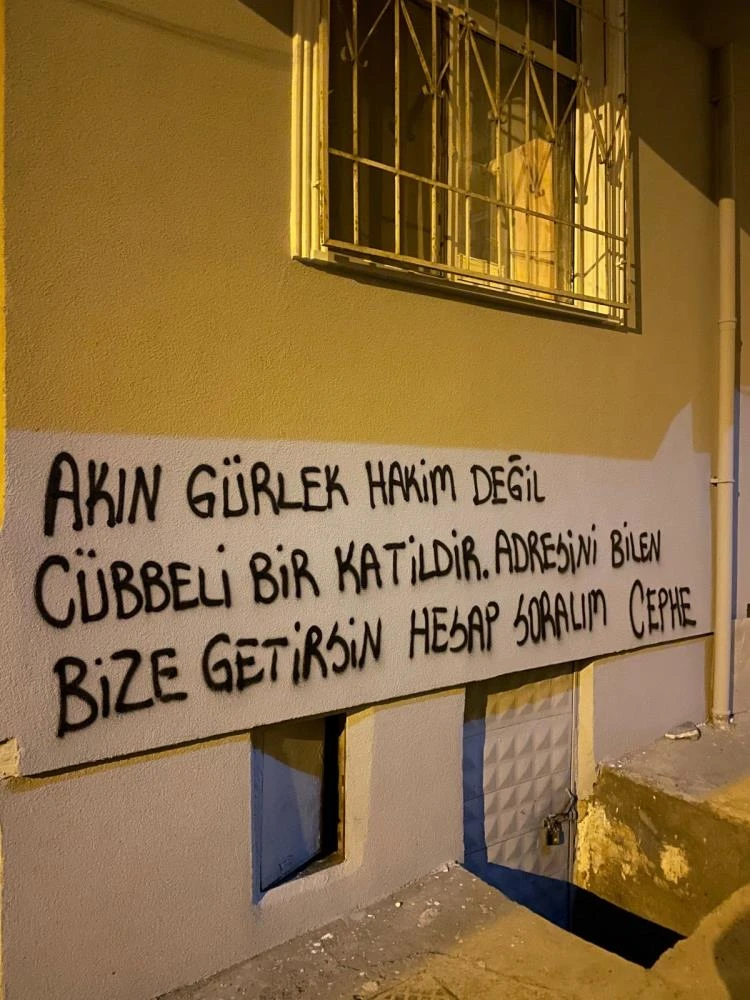 AKIN GÜRLEK HAKİM DEĞİL
CÜBBELİ BİR KATİLDİR. ADRESİNİ BİLEN
BİZE GETİRSİN HESAP SORALIM CEPHE